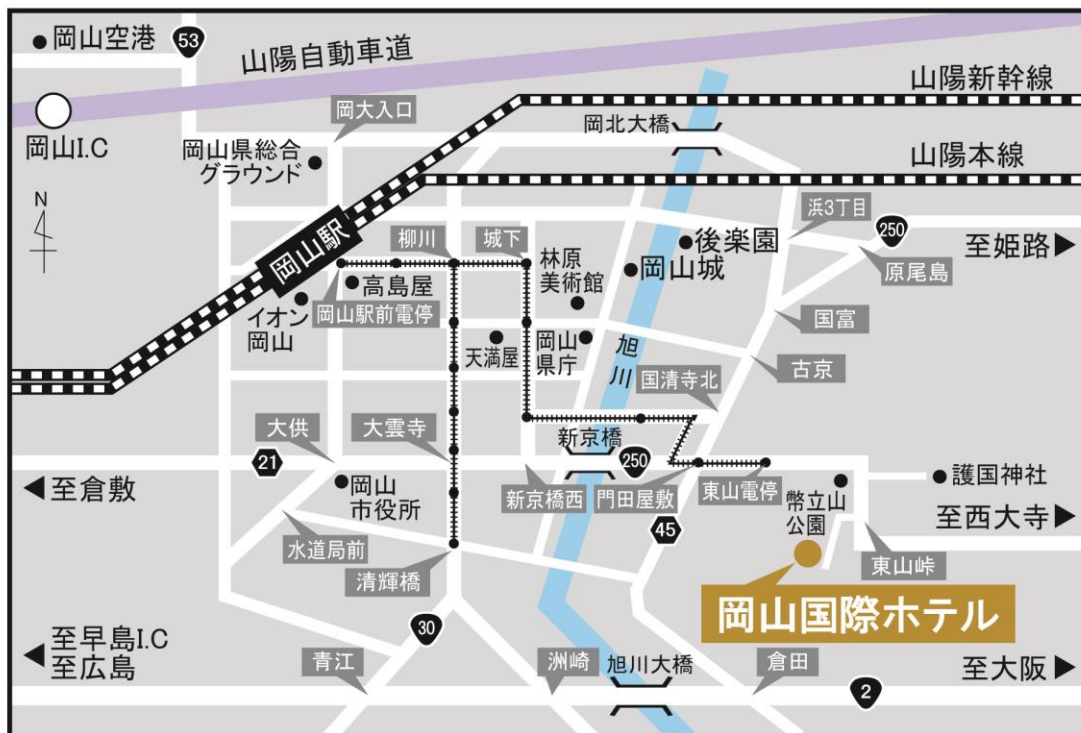 岡山空港
53
山陽自動車道
山陽新幹線
岡大入口
岡北大橋
岡山I.C
岡山県総合
グラウンド
山陽本線
N
浜3丁目
岡山駅
柳川
城下
林原
美術館
後楽園
250
至姫路
岡山城
原尾島
高島屋
イオン
岡山
岡山駅前電停
国富
天満屋
岡山
県庁
旭川
古京
国清寺北
大供
大雲寺
新京橋
21
250
至倉敷
岡山
市役所
新京橋西
門田屋敷
東山電停
幣立山
公園
護国神社
至西大寺
水道局前
45
清輝橋
東山峠
岡山国際ホテル
30
至早島I.C
至広島
青江
洲崎
旭川大橋
倉田
至大阪
2